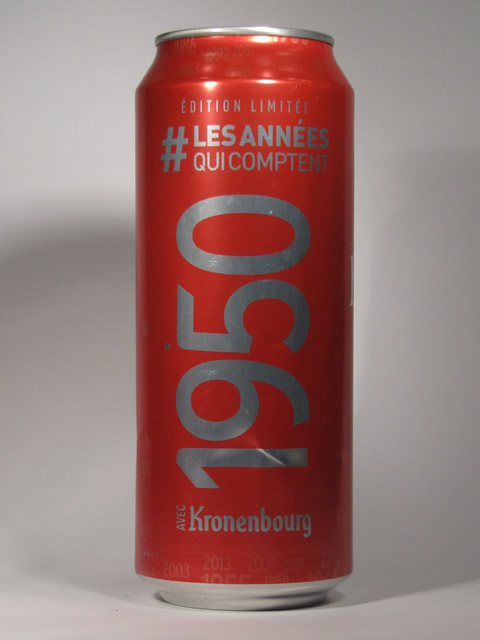 ÉDITION LIMITÉE
# LES ANNÉES
QUI COMPTENT
1950
AVEC Kronenbourg
2003 2013